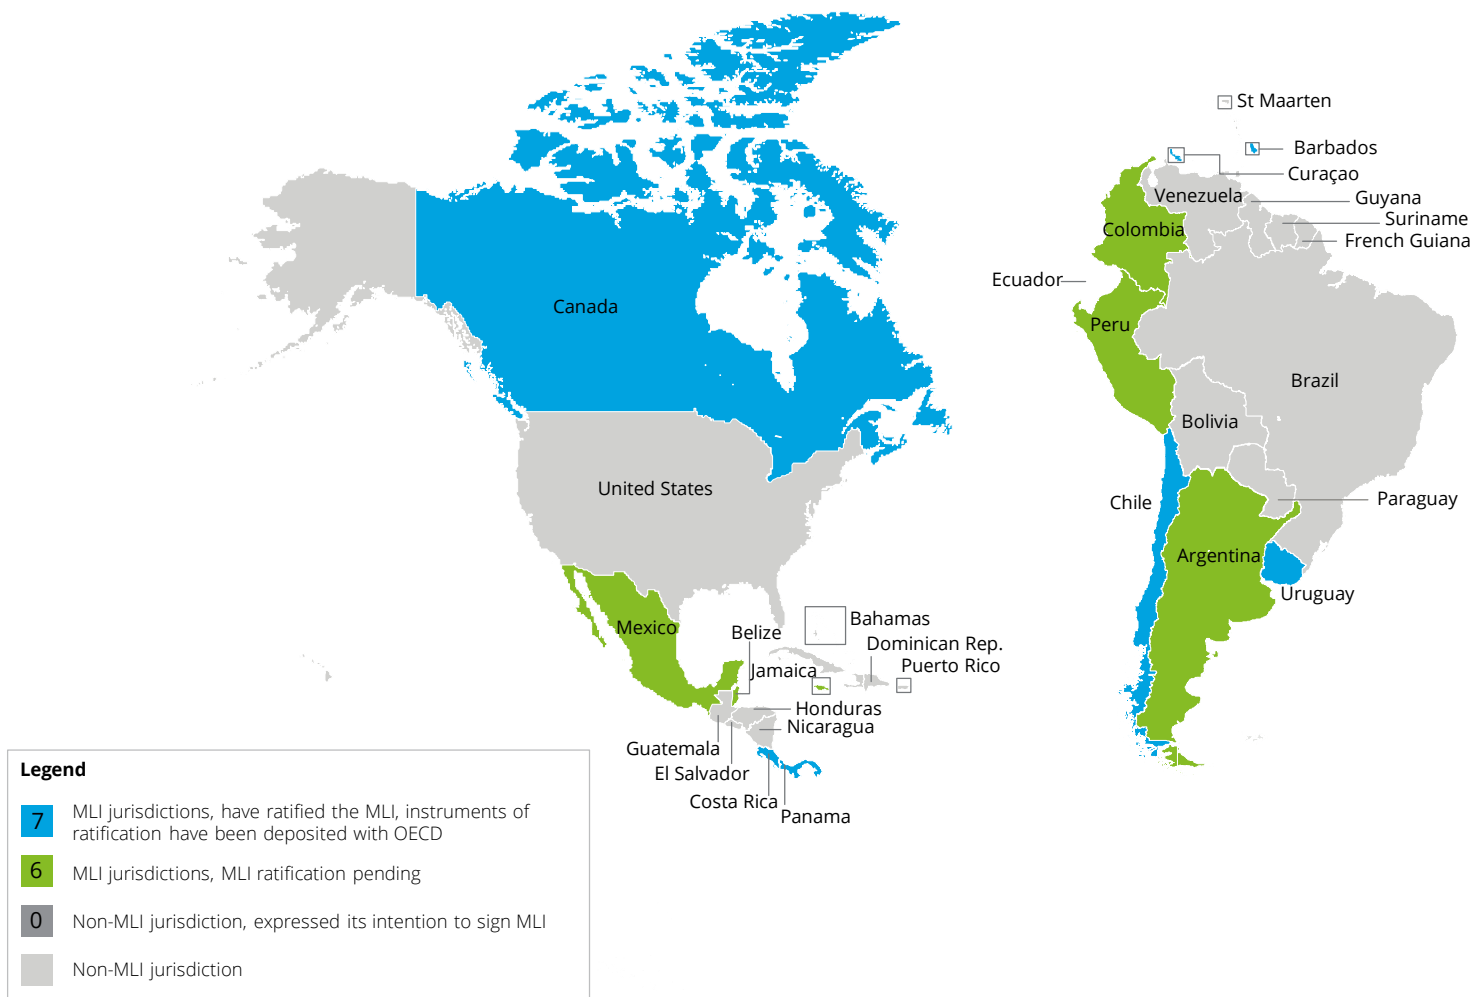 St Maarten
Barbados
Curaçao
Venezuela
Guyana
Suriname
Colombia
French Guiana
Ecuador
Canada
Peru
Brazil
Bolivia
United States
Chile
Paraguay
Argentina
Uruguay
Mexico
Belize
Bahamas
Dominican Rep.
Jamaica
Puerto Rico
Honduras
Nicaragua
Guatemala
El Salvador
Costa Rica
Panama
Legend
7 MLI jurisdictions, have ratified the MLI, instruments of
ratification have been deposited with OECD
6 MLI jurisdictions, MLI ratification pending
0 Non-MLI jurisdiction, expressed its intention to sign MLI
Non-MLI jurisdiction